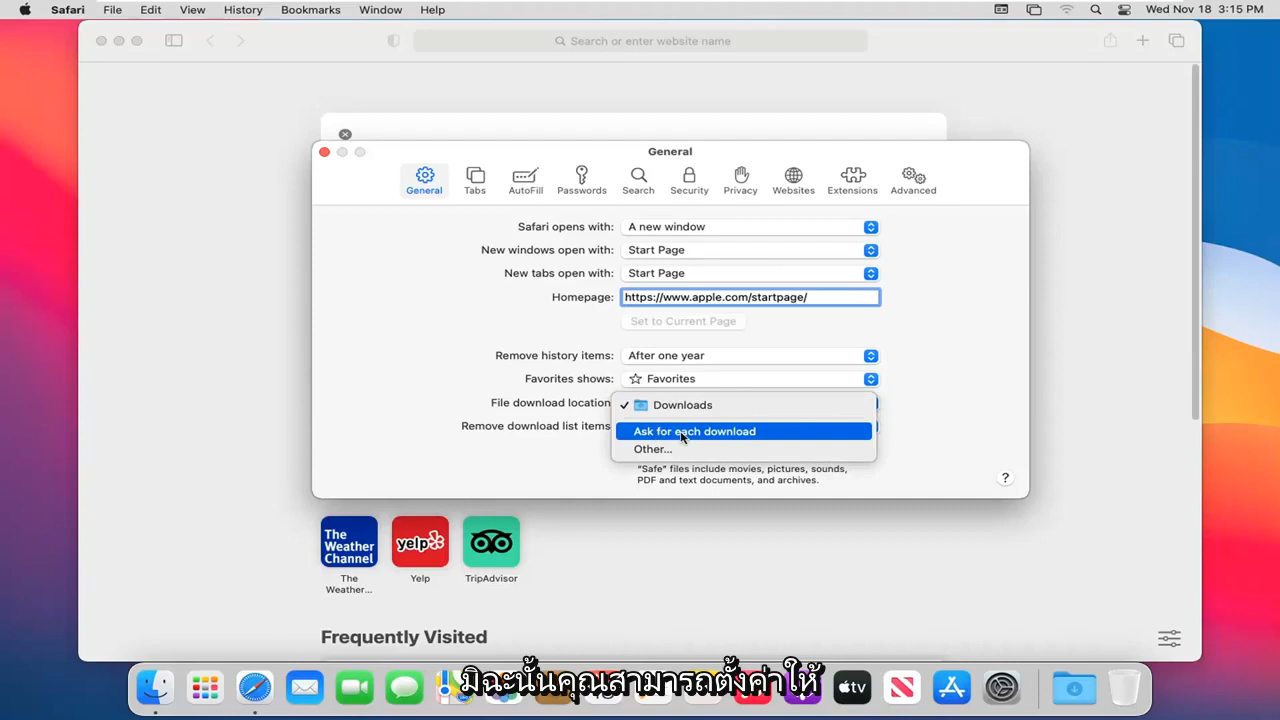 Safari File Edit View History Bookmarks Window Help Wed Nov 18 3:15 PM
Search or enter website name
General
General Tabs AutoFill Passwords Search Security Privacy Websites Extensions Advanced
Safari opens with: A new window
New windows open with: Start Page
New tabs open with: Start Page
Homepage: https://www.apple.com/startpage/
Set to Current Page
Remove history items: After one year
Favorites shows: Favorites
File download location
✓ Downloads
Remove download list items
Ask for each download
Other...
"Safe" files include movies, pictures, sounds,
PDF and text documents, and archives.
?
The
Weather
Channel
yelp
The
Weather...
Yelp
TripAdvisor
Frequently Visited
มิฉะนั้นคุณสามารถตั้งค่าให้
tv